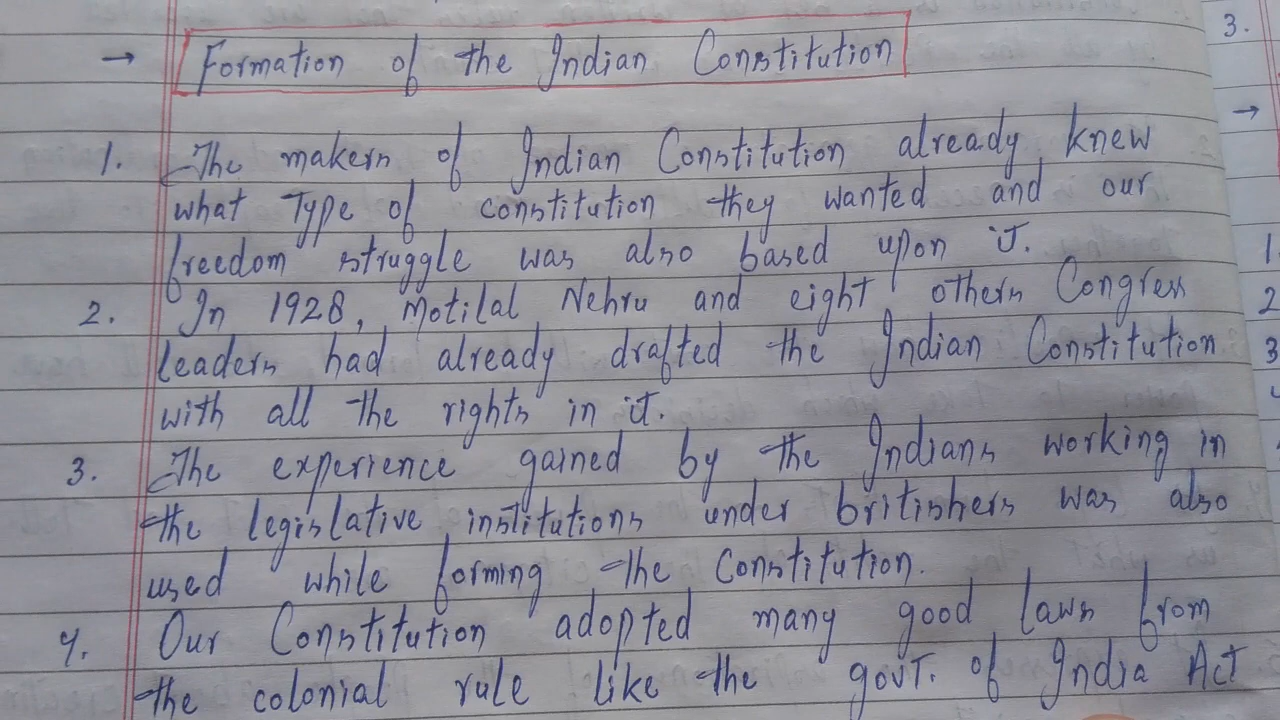 → Formation of the Indian Constitution
1. The makers of Indian Constitution already knew
what Type of constitution they wanted and our
freedom struggle was also based upon it.
2. In 1928, Motilal Nehru and eight others Congress
leaders had already drafted the Indian Constitution
with all the rights in it.
3. The experience gained by the Indians working in
the legislative institutions under britishers was also
used while forming the Constitution.
4. Our Constitution adopted many good laws from
the colonial rule like the govt. of India Act
3.
→
1.
2
3